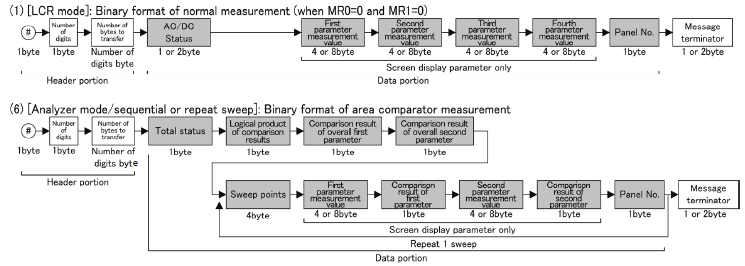 (1) [LCR mode]: Binary format of normal measurement (when MR0=0 and MR1=0)
#
Number
of
digits
Number of
bytes to
transfer
AC/DC
Status
First
parameter
measurement
value
Second
parameter
measurement
value
Third
parameter
measurement
value
Fourth
parameter
measurement
value
Panel No.
Message
terminator
1byte
1byte
Number of
digits byte
1 or 2byte
4 or 8byte
4 or 8byte
4 or 8byte
4 or 8byte
1byte
1 or 2byte
Header portion
Screen display parameter only
Data portion
(6) [Analyzer mode/sequential or repeat sweep]: Binary format of area comparator measurement
#
Number
of
digits
Number of
bytes to
transfer
Total status
Logical product
of comparison
results
Comparison result
of overall first
parameter
Comparison result
of overall second
parameter
1byte
1byte
Number of
digits byte
1byte
1byte
1byte
1byte
Header portion
Sweep points
First
parameter
measurement
value
Comparison
result of
first
parameter
Second
parameter
measurement
value
Comparison
result of
second
parameter
Panel No.
Message
terminator
4byte
4 or 8byte
1byte
4 or 8byte
1byte
1byte
1 or 2byte
Screen display parameter only
Repeat 1 sweep
Data portion